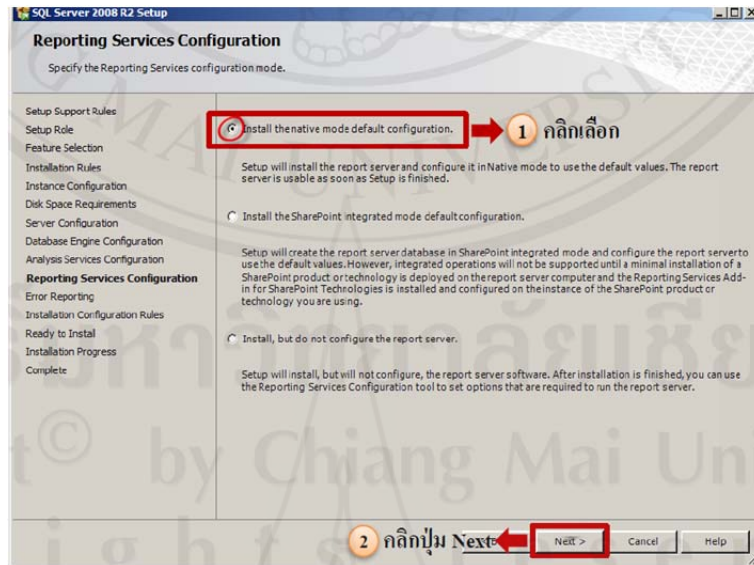 SQL Server 2008 R2 Setup
Reporting Services Configuration
Specify the Reporting Services configuration mode.
Setup Support Rules
Setup Role
Feature Selection
Installation Rules
Instance Configuration
Disk Space Requirements
Server Configuration
Database Engine Configuration
Analysis Services Configuration
Reporting Services Configuration
Error Reporting
Installation Configuration Rules
Ready to Install
Installation Progress
Complete
Install the native mode default configuration.
1 คลิกเลือก
Setup will install the report server and configure it in Native mode to use the default values. The report
server is usable as soon as Setup is finished.
Install the SharePoint integrated mode default configuration.
Setup will create the report server database in SharePoint integrated mode and configure the report server to
use the default values. However, integrated operations will not be supported until a minimal installation of a
SharePoint product or technology is deployed on the report server computer and the Reporting Services Add-
in for SharePoint Technologies is installed and configured on the instance of the SharePoint product or
technology you are using.
Install, but do not configure the report server.
Setup will install, but will not configure, the report server software. After installation is finished, you can use
the Reporting Services Configuration tool to set options that are required to run the report server.
2 คลิกปุ่ม Next
Next >
Cancel
Help
© by Chiang Mai Uni